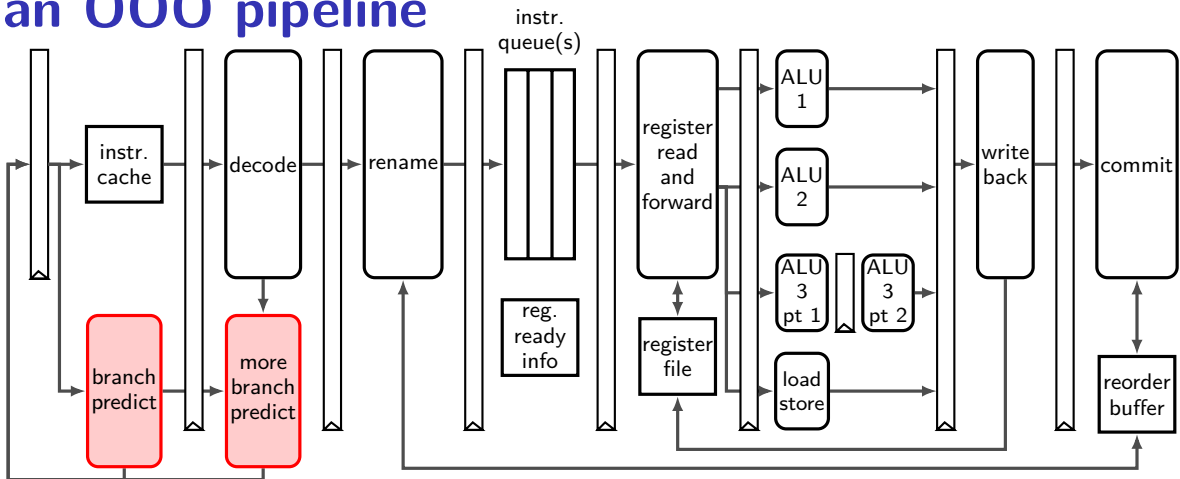 an OOO pipeline
instr.
queue(s)
instr.
cache
decode
rename
register
read
and
forward
ALU
1
ALU
2
ALU
3
pt 1
ALU
3
pt 2
load
store
write
back
commit
branch
predict
more
branch
predict
reg.
ready
info
register
file
reorder
buffer